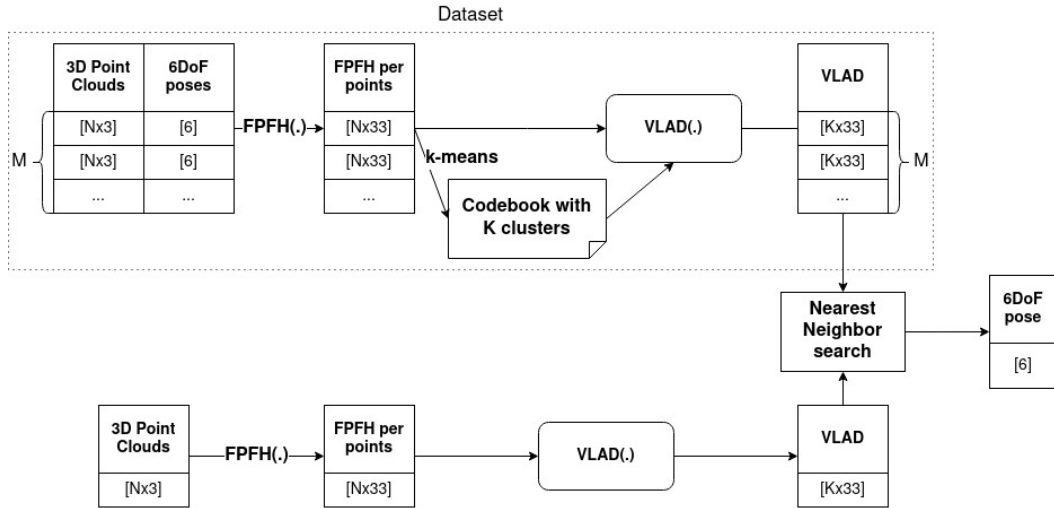 Dataset
3D Point
Clouds
6DoF
poses
FPFH per
points
VLAD
[Nx3]
[6]
FPFH(.)
[Nx33]
VLAD(.)
[Kx33]
M
[Nx3]
[6]
[Nx33]
k-means
[Kx33]
M
...
...
...
Codebook with
K clusters
...
Nearest
Neighbor
search
6DoF
pose
[6]
3D Point
Clouds
FPFH(.)
FPFH per
points
VLAD(.)
VLAD
[Nx3]
[Nx33]
[Kx33]